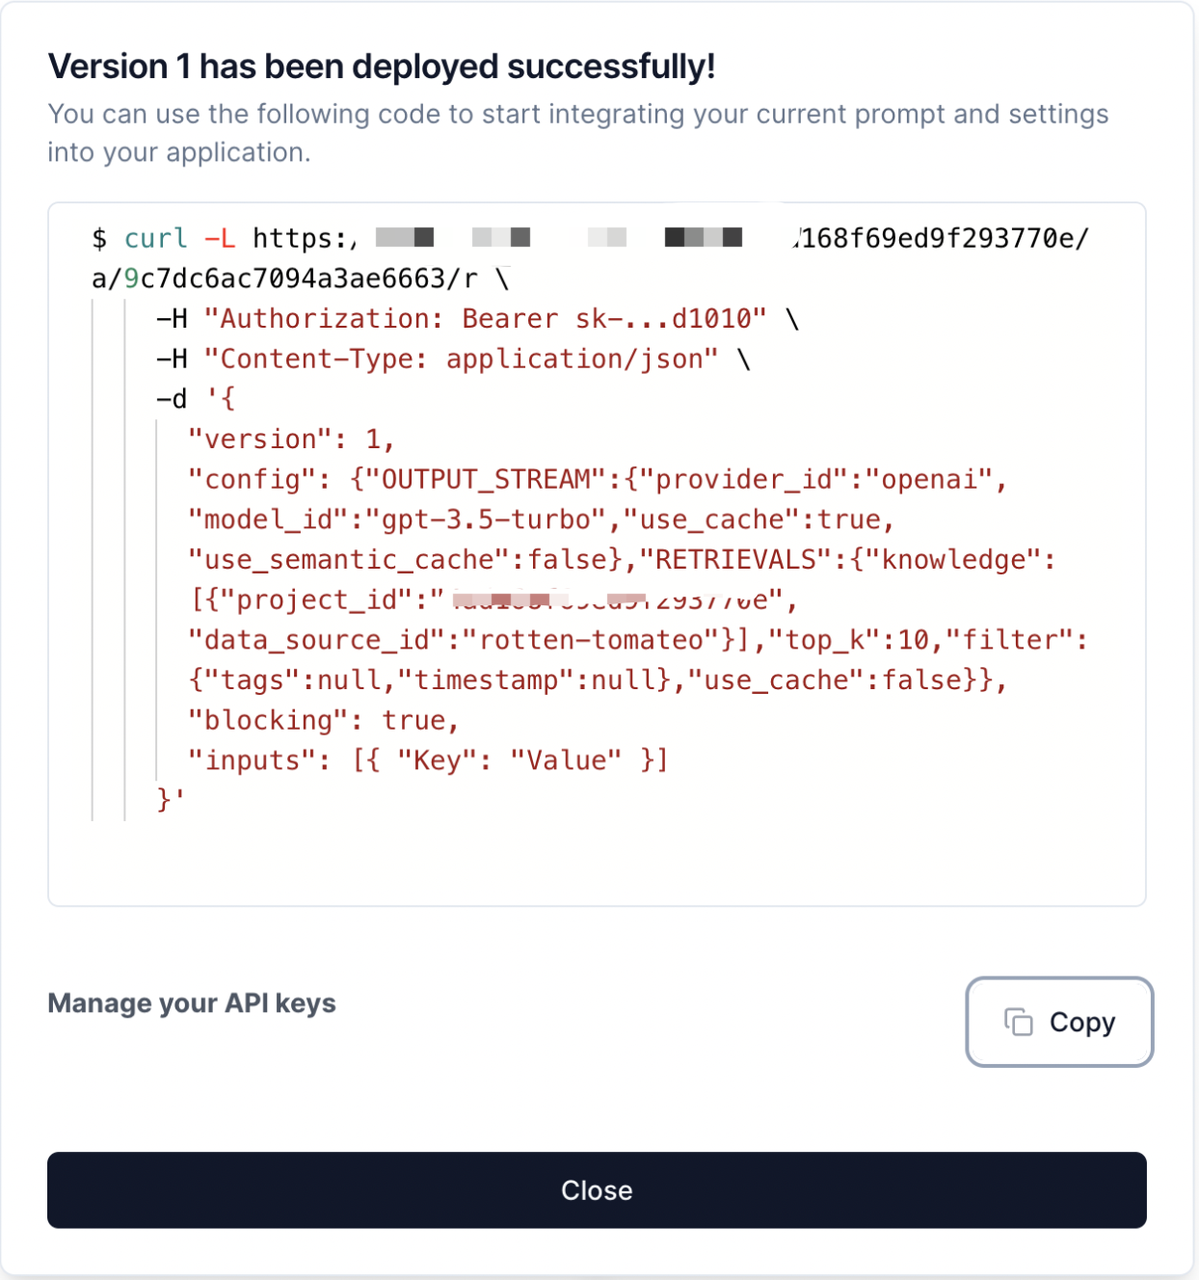 Version 1 has been deployed successfully!
You can use the following code to start integrating your current prompt and settings
into your application.
$ curl -L https:/ /168f69ed9f293770e/
a/9c7dc6ac7094a3ae6663/r \
-H "Authorization: Bearer sk-...d1010" \
-H "Content-Type: application/json" \
-d '{
"version": 1,
"config": {"OUTPUT_STREAM":{"provider_id":"openai",
"model_id":"gpt-3.5-turbo","use_cache":true,
"use_semantic_cache":false},"RETRIEVALS":{"knowledge":
[{"project_id":"
"data_source_id":"rotten-tomateo"}],"top_k":10,"filter":
{"tags":null,"timestamp":null},"use_cache":false}},
"blocking": true,
"inputs": [{ "Key": "Value" }]
}'
Manage your API keys
Copy
Close